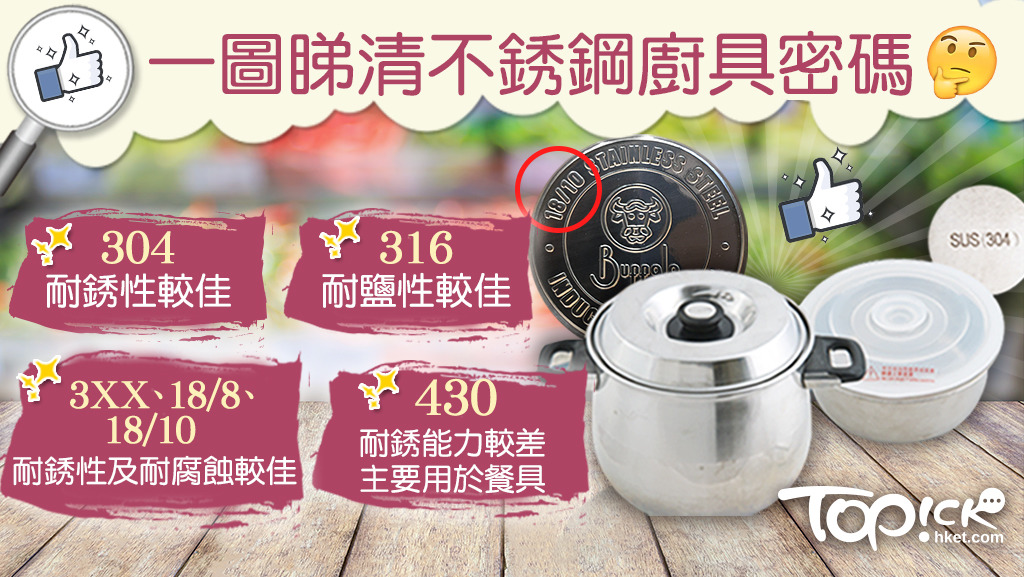 一圖睇清不銹鋼廚具密碼
304
耐銹性較佳
316
耐鹽性較佳
3XX、18/8、
18/10
耐銹性及耐腐蝕較佳
430
耐銹能力較差
主要用於餐具
18/10 STAINLESS STEEL
Buffalo
INDUC
SUS(304)
TOPick
hket.com